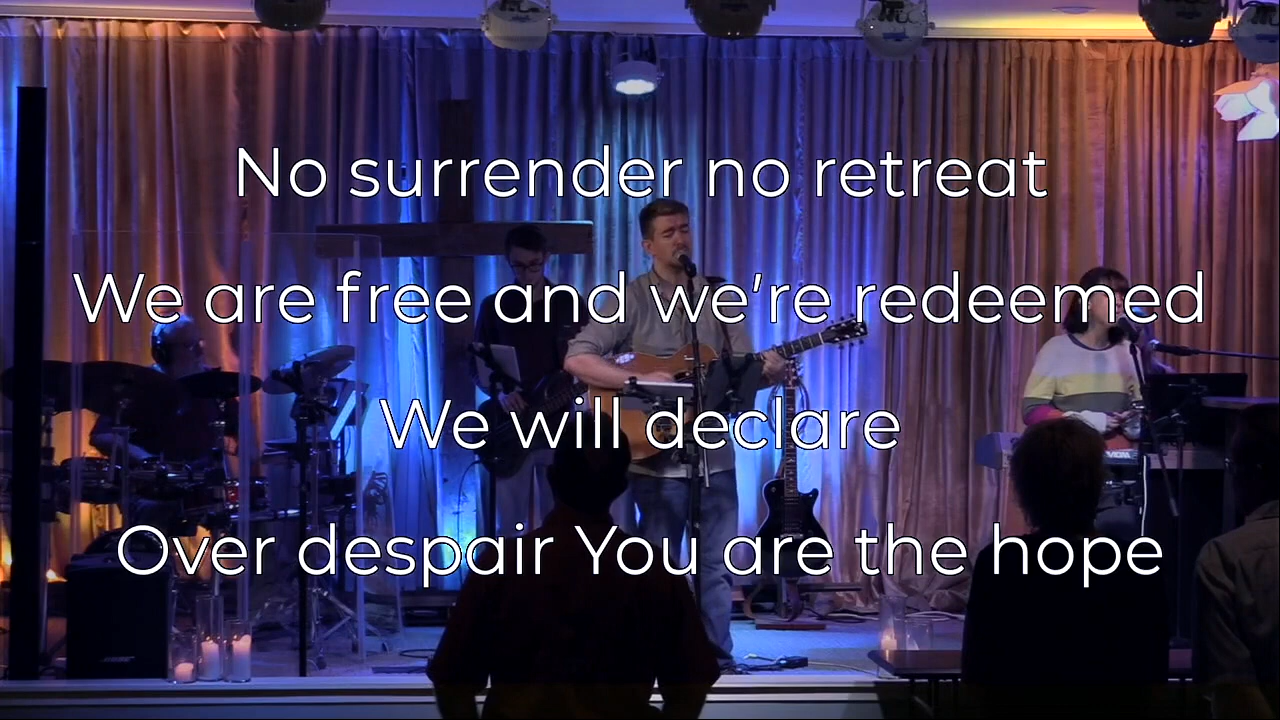 No surrender no retreat
We are free and we're redeemed
We will declare
Over despair You are the hope